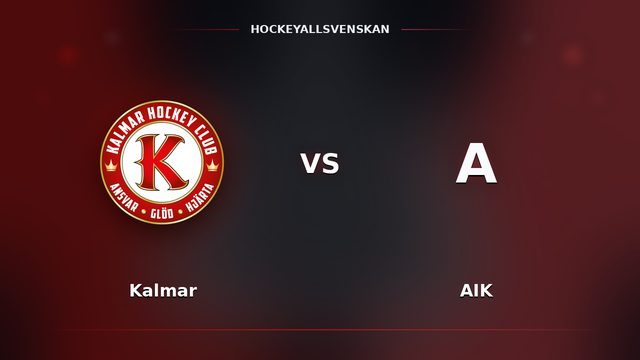 HOCKEYALLSVENSKAN
KALMAR HOCKEY CLUB
K
ANSVAR • GLÖD • HJÄRTA
VS
A
Kalmar
AIK